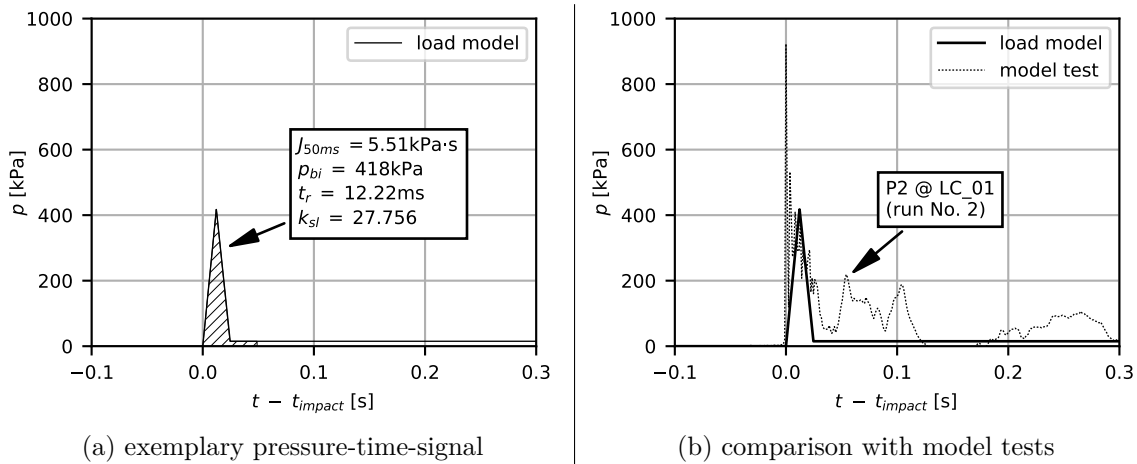 1000
800
600
400
200
0
p [kPa]
load model
J50ms = 5.51kPa·s
pbi = 418kPa
tr = 12.22ms
ksl = 27.756
−0.1 0.0 0.1 0.2 0.3
t − timpact [s]
(a) exemplary pressure-time-signal
1000
800
600
400
200
0
p [kPa]
load model
model test
P2 @ LC_01
(run No. 2)
−0.1 0.0 0.1 0.2 0.3
t − timpact [s]
(b) comparison with model tests